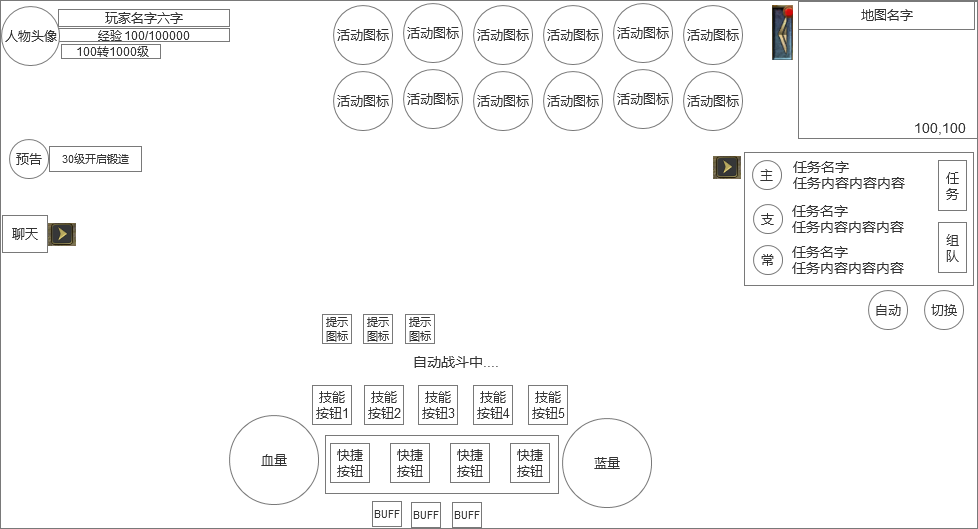 人物头像
玩家名字六字
经验 100/100000
100转1000级
活动图标
活动图标
活动图标
活动图标
活动图标
活动图标
活动图标
活动图标
活动图标
活动图标
活动图标
活动图标
地图名字
100,100
预告
30级开启锻造
主
任务名字
任务内容内容内容
支
任务名字
任务内容内容内容
常
任务名字
任务内容内容内容
任
务
组
队
聊天
自动
切换
提示
图标
提示
图标
提示
图标
自动战斗中....
技能
按钮1
技能
按钮2
技能
按钮3
技能
按钮4
技能
按钮5
血量
快捷
按钮
快捷
按钮
快捷
按钮
快捷
按钮
蓝量
BUFF
BUFF
BUFF